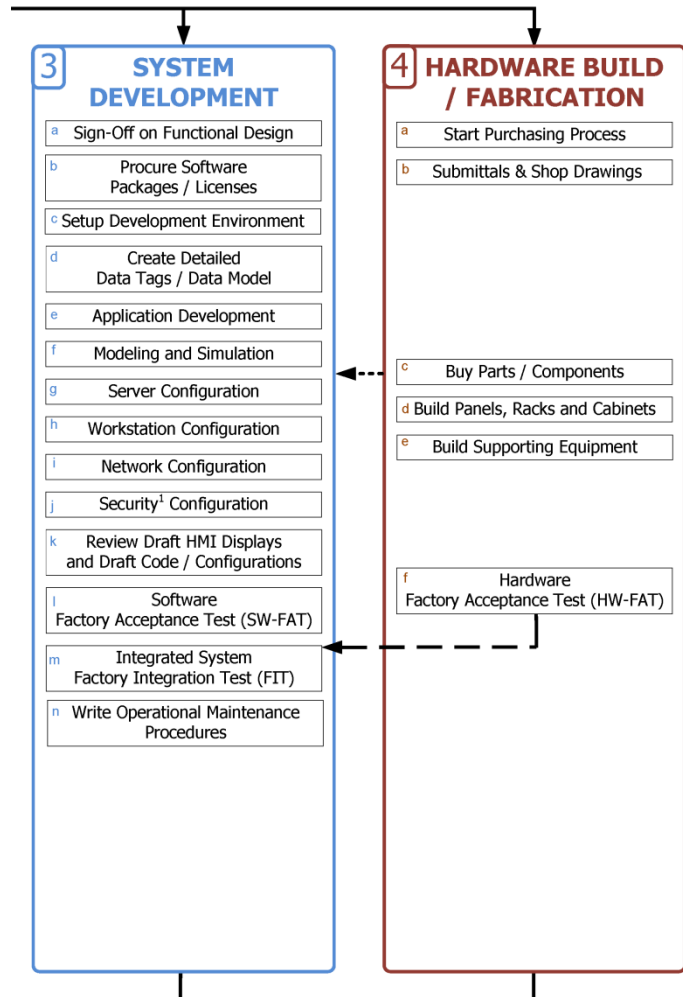 3
SYSTEM
DEVELOPMENT
a
Sign-Off on Functional Design
b
Procure Software
Packages / Licenses
c
Setup Development Environment
d
Create Detailed
Data Tags / Data Model
e
Application Development
f
Modeling and Simulation
g
Server Configuration
h
Workstation Configuration
i
Network Configuration
j
Security¹ Configuration
k
Review Draft HMI Displays
and Draft Code / Configurations
l
Software
Factory Acceptance Test (SW-FAT)
m
Integrated System
Factory Integration Test (FIT)
n
Write Operational Maintenance
Procedures
4
HARDWARE BUILD
/ FABRICATION
a
Start Purchasing Process
b
Submittals & Shop Drawings
c
Buy Parts / Components
d
Build Panels, Racks and Cabinets
e
Build Supporting Equipment
f
Hardware
Factory Acceptance Test (HW-FAT)